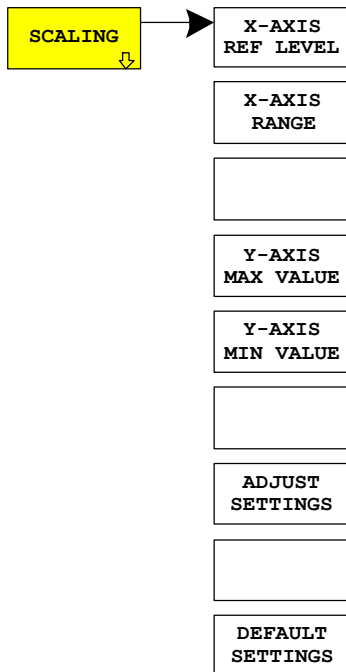 SCALING
X-AXIS
REF LEVEL
X-AXIS
RANGE
Y-AXIS
MAX VALUE
Y-AXIS
MIN VALUE
ADJUST
SETTINGS
DEFAULT
SETTINGS